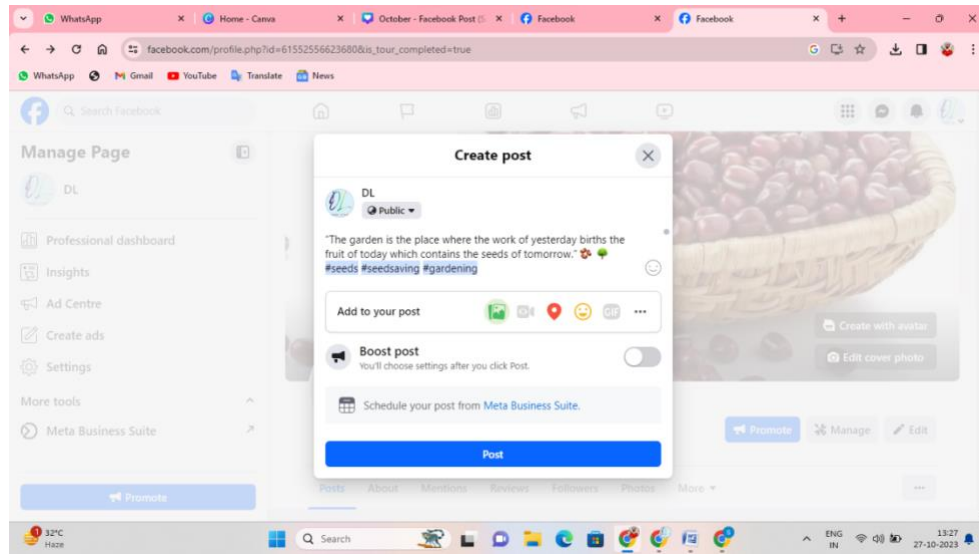 WhatsApp
Home - Canva
October - Facebook Post (5
Facebook
Facebook
facebook.com/profile.php?id=61552556623680&is_tour_completed=true
WhatsApp Gmail YouTube Translate News
Search Facebook
Manage Page
DL
Professional dashboard
Insights
Ad Centre
Create ads
Settings
More tools
Meta Business Suite
Promote
Create post
DL
Public
"The garden is the place where the work of yesterday births the
fruit of today which contains the seeds of tomorrow."
#seeds #seedsaving #gardening
Add to your post
GIF
Boost post
You'll choose settings after you click Post.
Schedule your post from Meta Business Suite.
Post
Create with avatar
Edit cover photo
Promote Manage Edit
Posts About Mentions Reviews Followers Photos More
32°C
Haze
Search
ENG
IN
13:27
27-10-2023